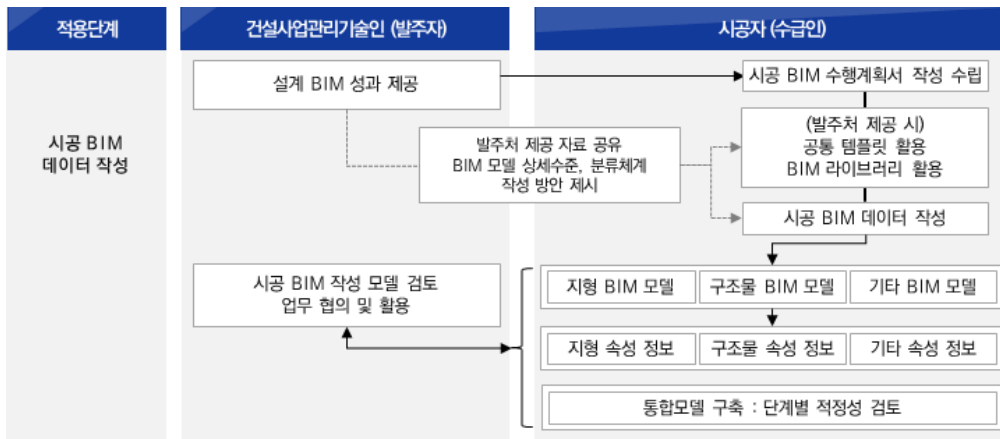 적용단계
건설사업관리기술인 (발주자)
시공자 (수급인)
시공 BIM
데이터 작성
설계 BIM 성과 제공
시공 BIM 수행계획서 작성 수립
발주처 제공 자료 공유
BIM 모델 상세수준, 분류체계
작성 방안 제시
(발주처 제공 시)
공통 템플릿 활용
BIM 라이브러리 활용
시공 BIM 데이터 작성
시공 BIM 작성 모델 검토
업무 협의 및 활용
지형 BIM 모델
구조물 BIM 모델
기타 BIM 모델
지형 속성 정보
구조물 속성 정보
기타 속성 정보
통합모델 구축 : 단계별 적정성 검토